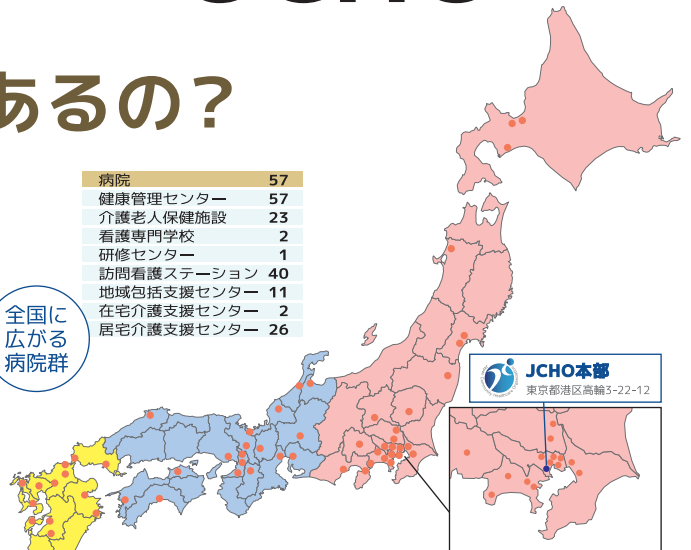 JCHO
あるの？
病院 57
健康管理センター 57
介護老人保健施設 23
看護専門学校 2
研修センター 1
訪問看護ステーション 40
地域包括支援センター 11
在宅介護支援センター 2
居宅介護支援センター 26
全国に
広がる
病院群
JCHO本部
東京都港区高輪3-22-12